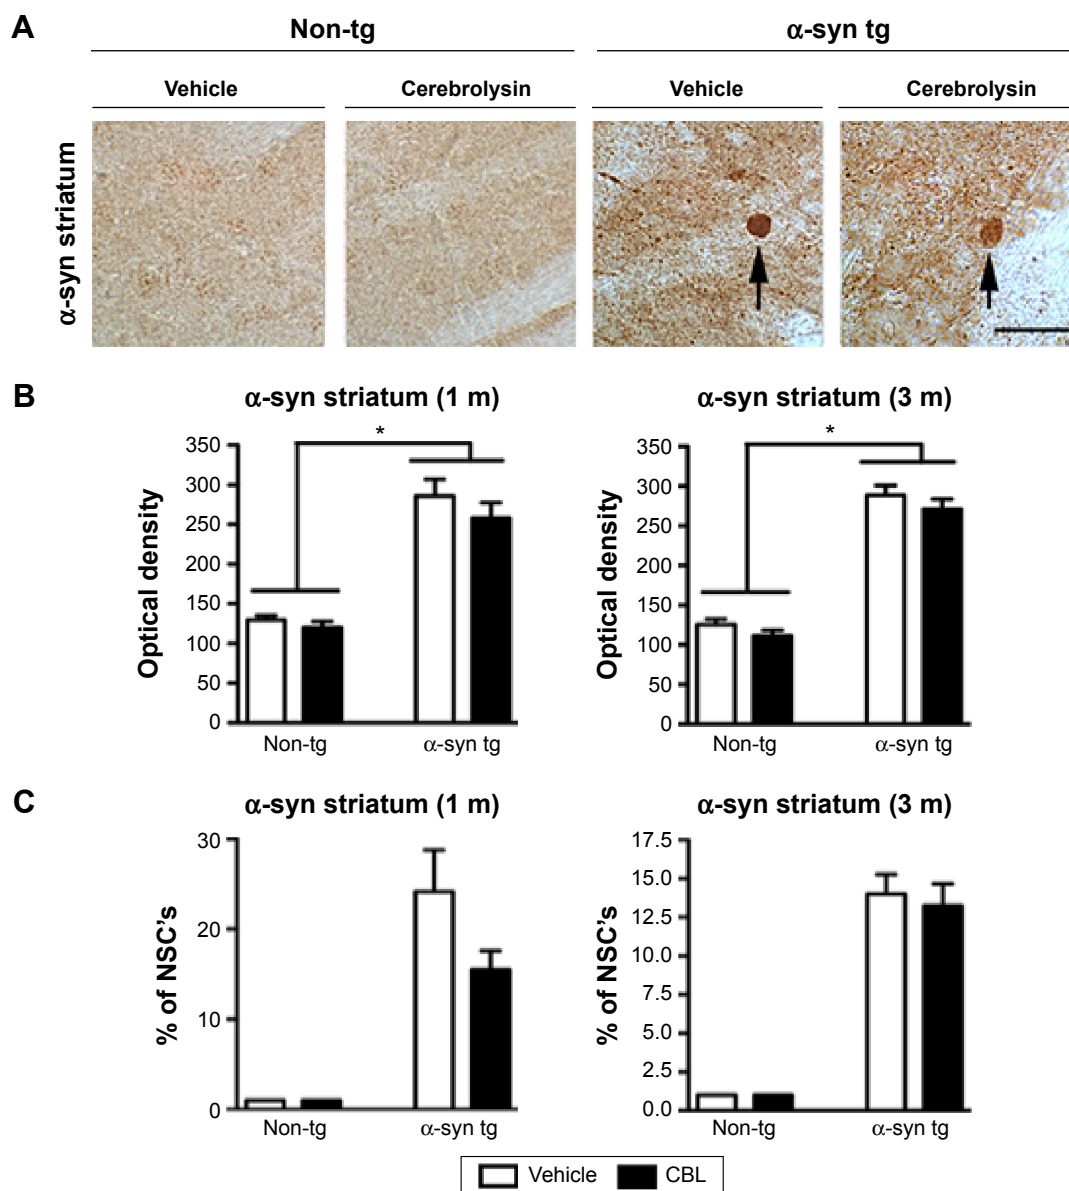 A
Non-tg
α-syn tg
Vehicle
Cerebrolysin
Vehicle
Cerebrolysin
α-syn striatum
B
α-syn striatum (1 m)
α-syn striatum (3 m)
Optical density
350
300
250
200
150
100
50
0
*
Non-tg
α-syn tg
Optical density
350
300
250
200
150
100
50
0
*
Non-tg
α-syn tg
C
α-syn striatum (1 m)
α-syn striatum (3 m)
% of NSC’s
30
20
10
0
Non-tg
α-syn tg
% of NSC’s
17.5
15.0
12.5
10.0
7.5
5.0
2.5
0.0
Non-tg
α-syn tg
Vehicle
CBL